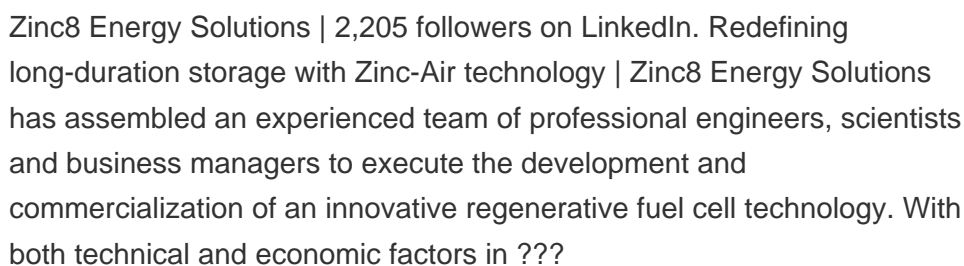 Zinc8 Energy Solutions | 2,205 followers on LinkedIn. Redefining
long-duration storage with Zinc-Air technology | Zinc8 Energy Solutions
has assembled an experienced team of professional engineers, scientists
and business managers to execute the development and
commercialization of an innovative regenerative fuel cell technology. With
both technical and economic factors in ???